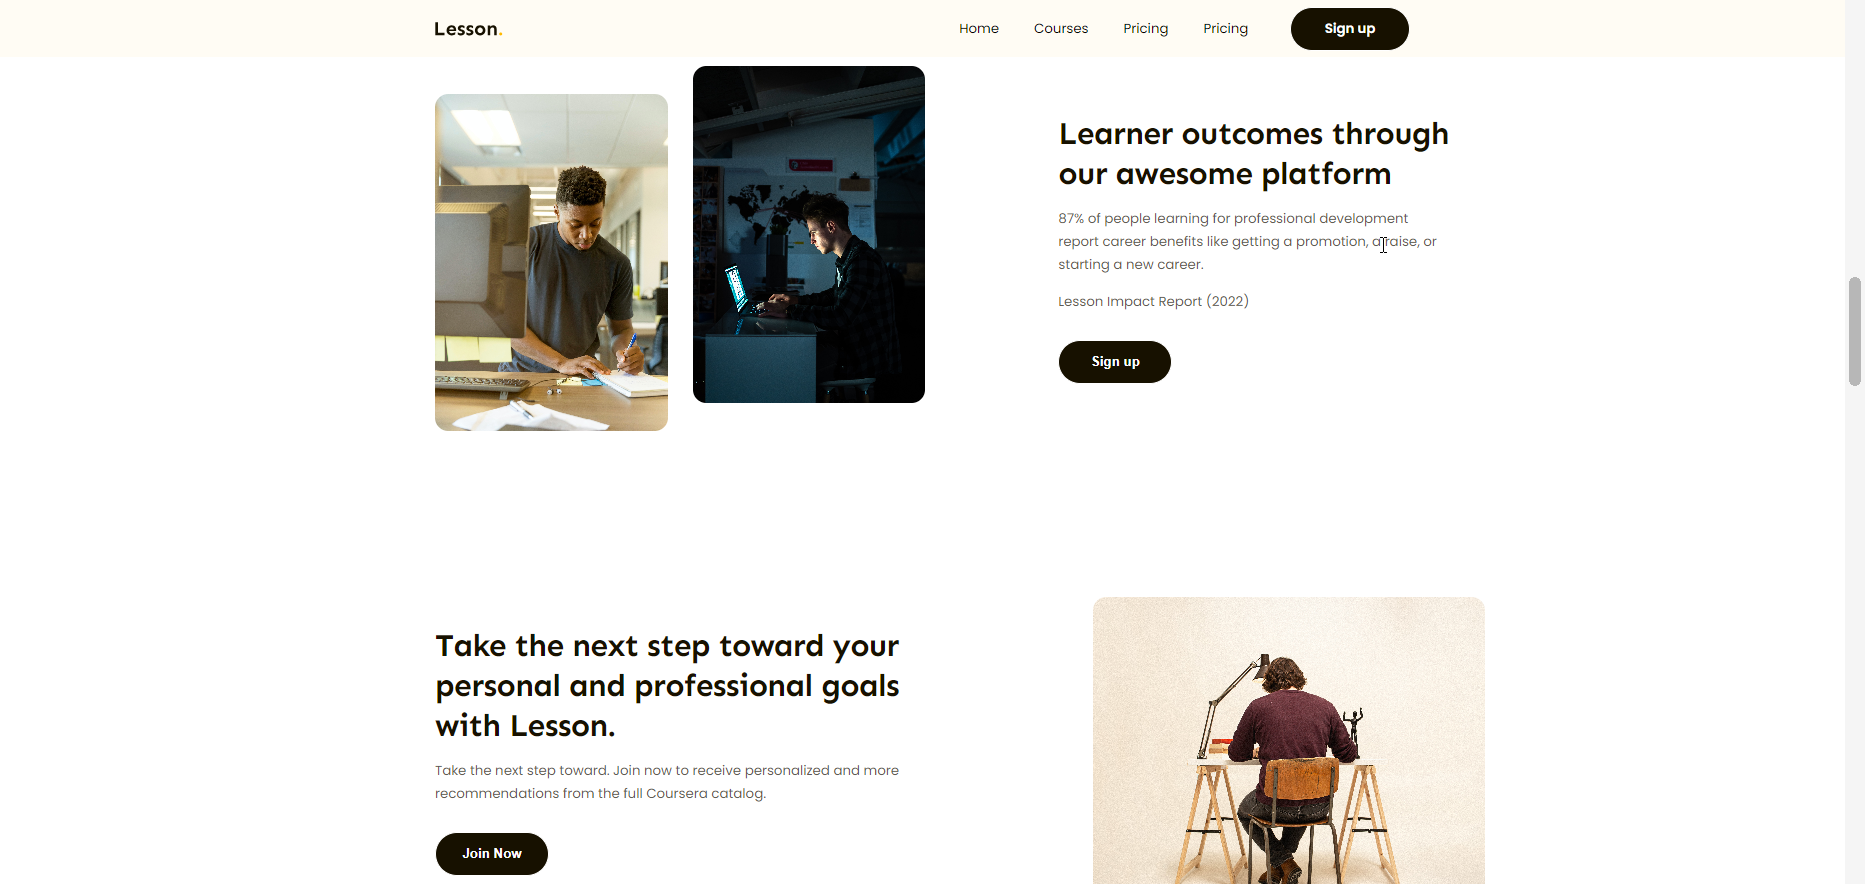 Lesson.
Home Courses Pricing Pricing Sign up
Learner outcomes through
our awesome platform
87% of people learning for professional development
report career benefits like getting a promotion, a raise, or
starting a new career.
Lesson Impact Report (2022)
Sign up
Take the next step toward your
personal and professional goals
with Lesson.
Take the next step toward. Join now to receive personalized and more
recommendations from the full Coursera catalog.
Join Now